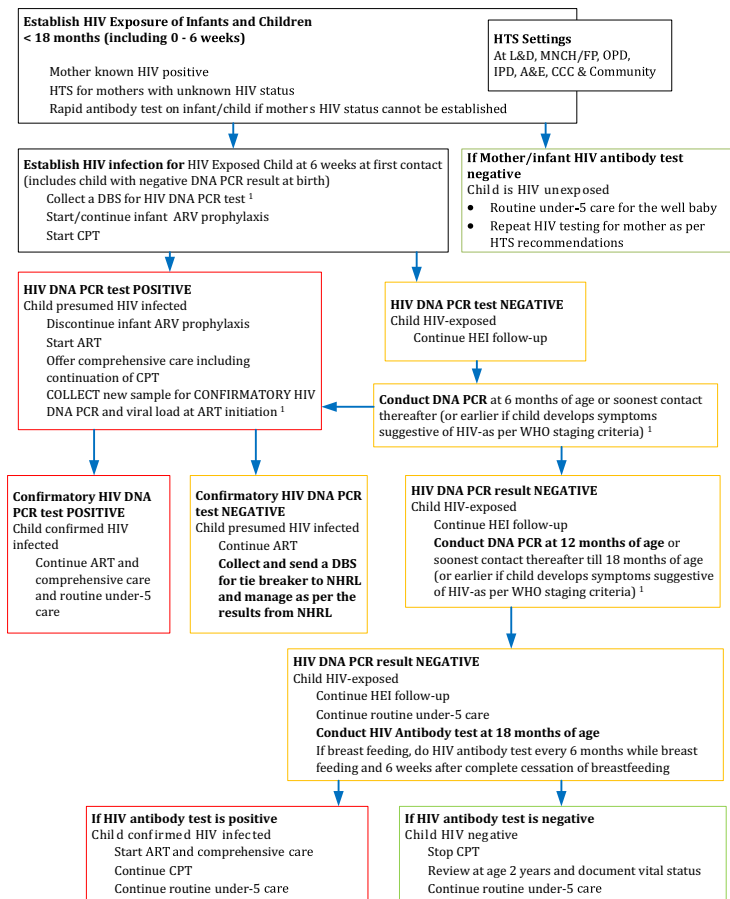 Establish HIV Exposure of Infants and Children
< 18 months (including 0 - 6 weeks)
Mother known HIV positive
HTS for mothers with unknown HIV status
Rapid antibody test on infant/child if mother s HIV status cannot be established
HTS Settings
At L&D, MNCH/FP, OPD,
IPD, A&E, CCC & Community
Establish HIV infection for HIV Exposed Child at 6 weeks at first contact
(includes child with negative DNA PCR result at birth)
Collect a DBS for HIV DNA PCR test 1
Start/continue infant ARV prophylaxis
Start CPT
If Mother/infant HIV antibody test
negative
Child is HIV unexposed
• Routine under-5 care for the well baby
• Repeat HIV testing for mother as per
HTS recommendations
HIV DNA PCR test POSITIVE
Child presumed HIV infected
Discontinue infant ARV prophylaxis
Start ART
Offer comprehensive care including
continuation of CPT
COLLECT new sample for CONFIRMATORY HIV
DNA PCR and viral load at ART initiation 1
HIV DNA PCR test NEGATIVE
Child HIV-exposed
Continue HEI follow-up
Conduct DNA PCR at 6 months of age or soonest contact
thereafter (or earlier if child develops symptoms
suggestive of HIV-as per WHO staging criteria) 1
Confirmatory HIV DNA
PCR test POSITIVE
Child confirmed HIV
infected
Continue ART and
comprehensive care
and routine under-5
care
Confirmatory HIV DNA PCR
test NEGATIVE
Child presumed HIV infected
Continue ART
Collect and send a DBS
for tie breaker to NHRL
and manage as per the
results from NHRL
HIV DNA PCR result NEGATIVE
Child HIV-exposed
Continue HEI follow-up
Conduct DNA PCR at 12 months of age or
soonest contact thereafter till 18 months of age
(or earlier if child develops symptoms suggestive
of HIV-as per WHO staging criteria) 1
HIV DNA PCR result NEGATIVE
Child HIV-exposed
Continue HEI follow-up
Continue routine under-5 care
Conduct HIV Antibody test at 18 months of age
If breast feeding, do HIV antibody test every 6 months while breast
feeding and 6 weeks after complete cessation of breastfeeding
If HIV antibody test is positive
Child confirmed HIV infected
Start ART and comprehensive care
Continue CPT
Continue routine under-5 care
If HIV antibody test is negative
Child HIV negative
Stop CPT
Review at age 2 years and document vital status
Continue routine under-5 care